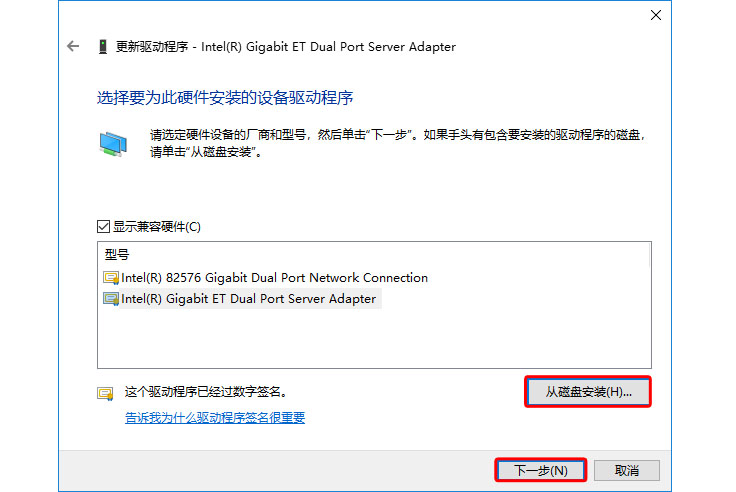 更新驱动程序 - Intel(R) Gigabit ET Dual Port Server Adapter
选择要为此硬件安装的设备驱动程序
请选定硬件设备的厂商和型号，然后单击“下一步”。如果手头有包含要安装的驱动程序的磁盘，
请单击“从磁盘安装”。
显示兼容硬件(C)
型号
Intel(R) 82576 Gigabit Dual Port Network Connection
Intel(R) Gigabit ET Dual Port Server Adapter
这个驱动程序已经过数字签名。
从磁盘安装(H)...
告诉我为什么驱动程序签名很重要
下一步(N)
取消